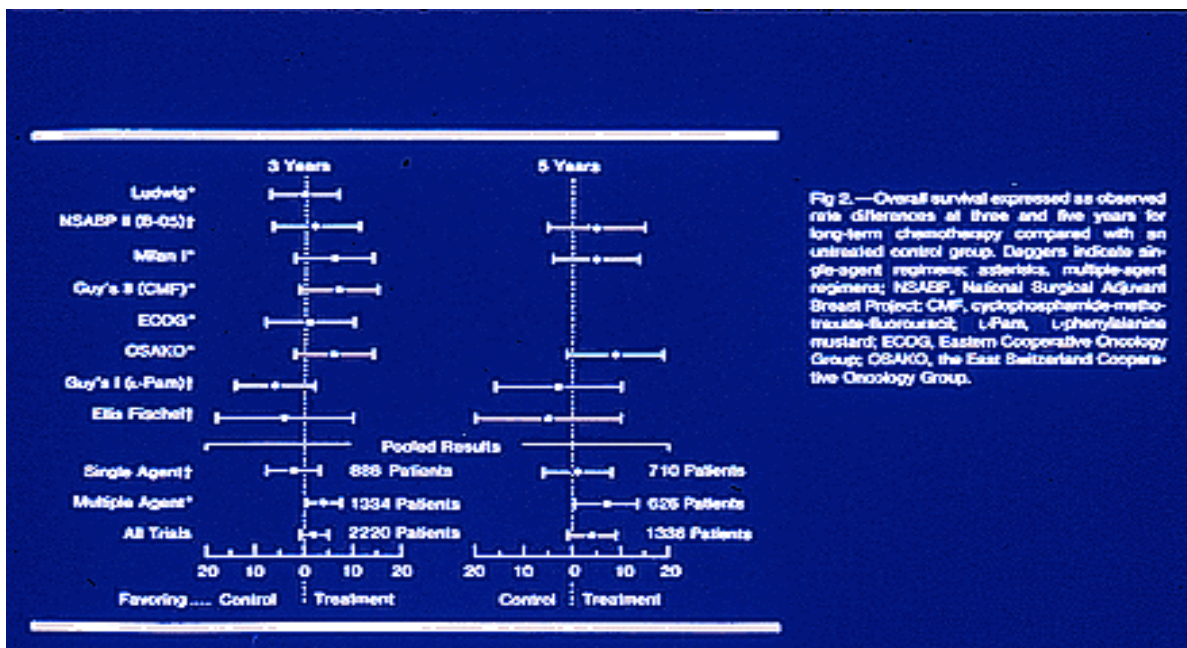 3 Years 5 Years
Ludwig*
NSABP II (B-05)†
Milan I*
Guy's II (CMF)*
ECOG*
OSAKO*
Guy's I (L-Pam)†
Ellis Fischel†
Pooled Results
Single Agent† 886 Patients 710 Patients
Multiple Agent* 1334 Patients 626 Patients
All Trials 2220 Patients 1336 Patients
20 10 0 10 20 20 10 0 10 20
Favoring.... Control Treatment Control Treatment
Fig 2.—Overall survival expressed as observed
rate differences at three and five years for
long-term chemotherapy compared with an
untreated control group. Daggers indicate sin-
gle-agent regimens; asterisks, multiple-agent
regimens; NSABP, National Surgical Adjuvant
Breast Project; CMF, cyclophosphamide-metho-
trexate-fluorouracil; L-Pam, L-phenylalanine
mustard; ECOG, Eastern Cooperative Oncology
Group; OSAKO, the East Switzerland Coopera-
tive Oncology Group.